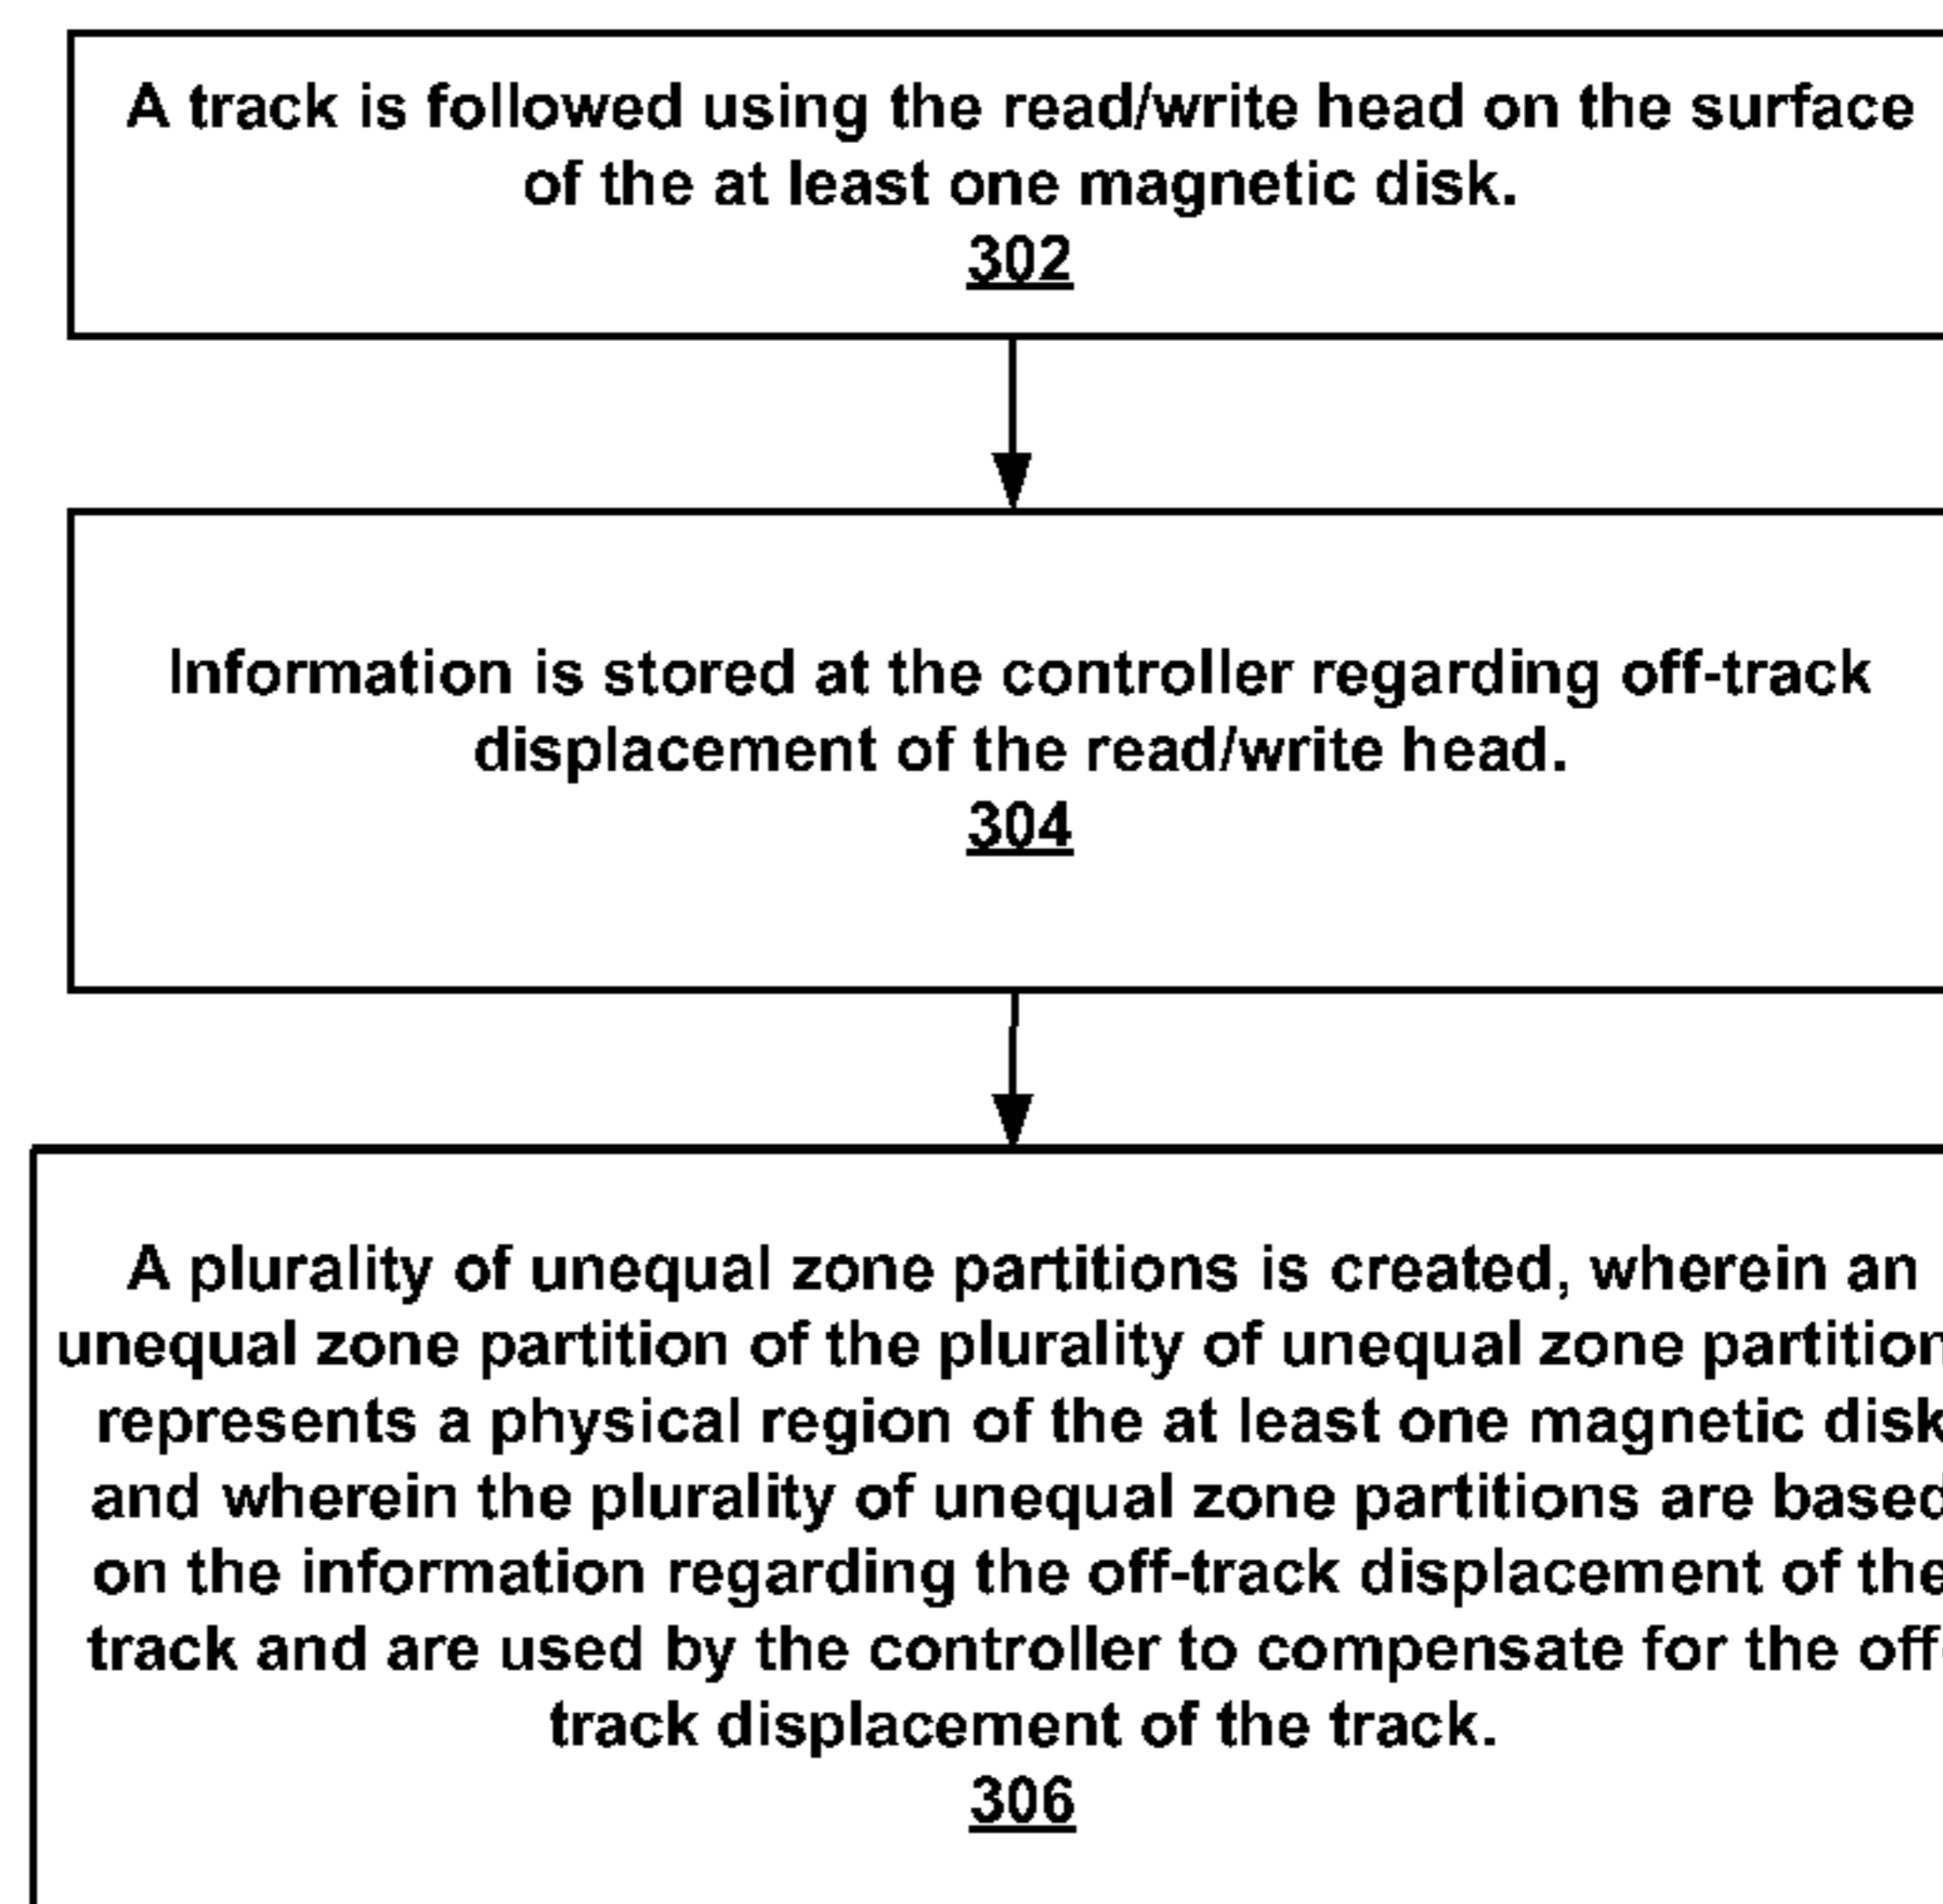 A track is followed using the read/write head on the surface
of the at least one magnetic disk.
302
Information is stored at the controller regarding off-track
displacement of the read/write head.
304
A plurality of unequal zone partitions is created, wherein an
unequal zone partition of the plurality of unequal zone partition
represents a physical region of the at least one magnetic disk
and wherein the plurality of unequal zone partitions are based
on the information regarding the off-track displacement of the
track and are used by the controller to compensate for the off-
track displacement of the track.
306